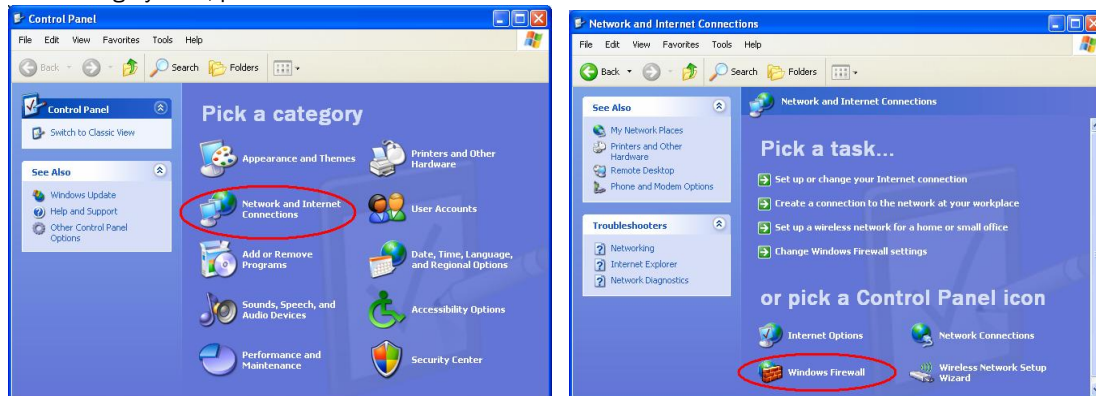 Control Panel
File Edit View Favorites Tools Help
Back Search Folders
Control Panel
Switch to Classic View
See Also
Windows Update
Help and Support
Other Control Panel
Options
Pick a category
Appearance and Themes
Printers and Other
Hardware
Network and Internet
Connections
User Accounts
Add or Remove
Programs
Date, Time, Language,
and Regional Options
Sounds, Speech, and
Audio Devices
Accessibility Options
Performance and
Maintenance
Security Center
Network and Internet Connections
File Edit View Favorites Tools Help
Back Search Folders
See Also
My Network Places
Printers and Other
Hardware
Remote Desktop
Phone and Modem Options
Troubleshooters
Networking
Internet Explorer
Network Diagnostics
Network and Internet Connections
Pick a task...
Set up or change your Internet connection
Create a connection to the network at your workplace
Set up a wireless network for a home or small office
Change Windows Firewall settings
or pick a Control Panel icon
Internet Options
Network Connections
Windows Firewall
Wireless Network Setup
Wizard